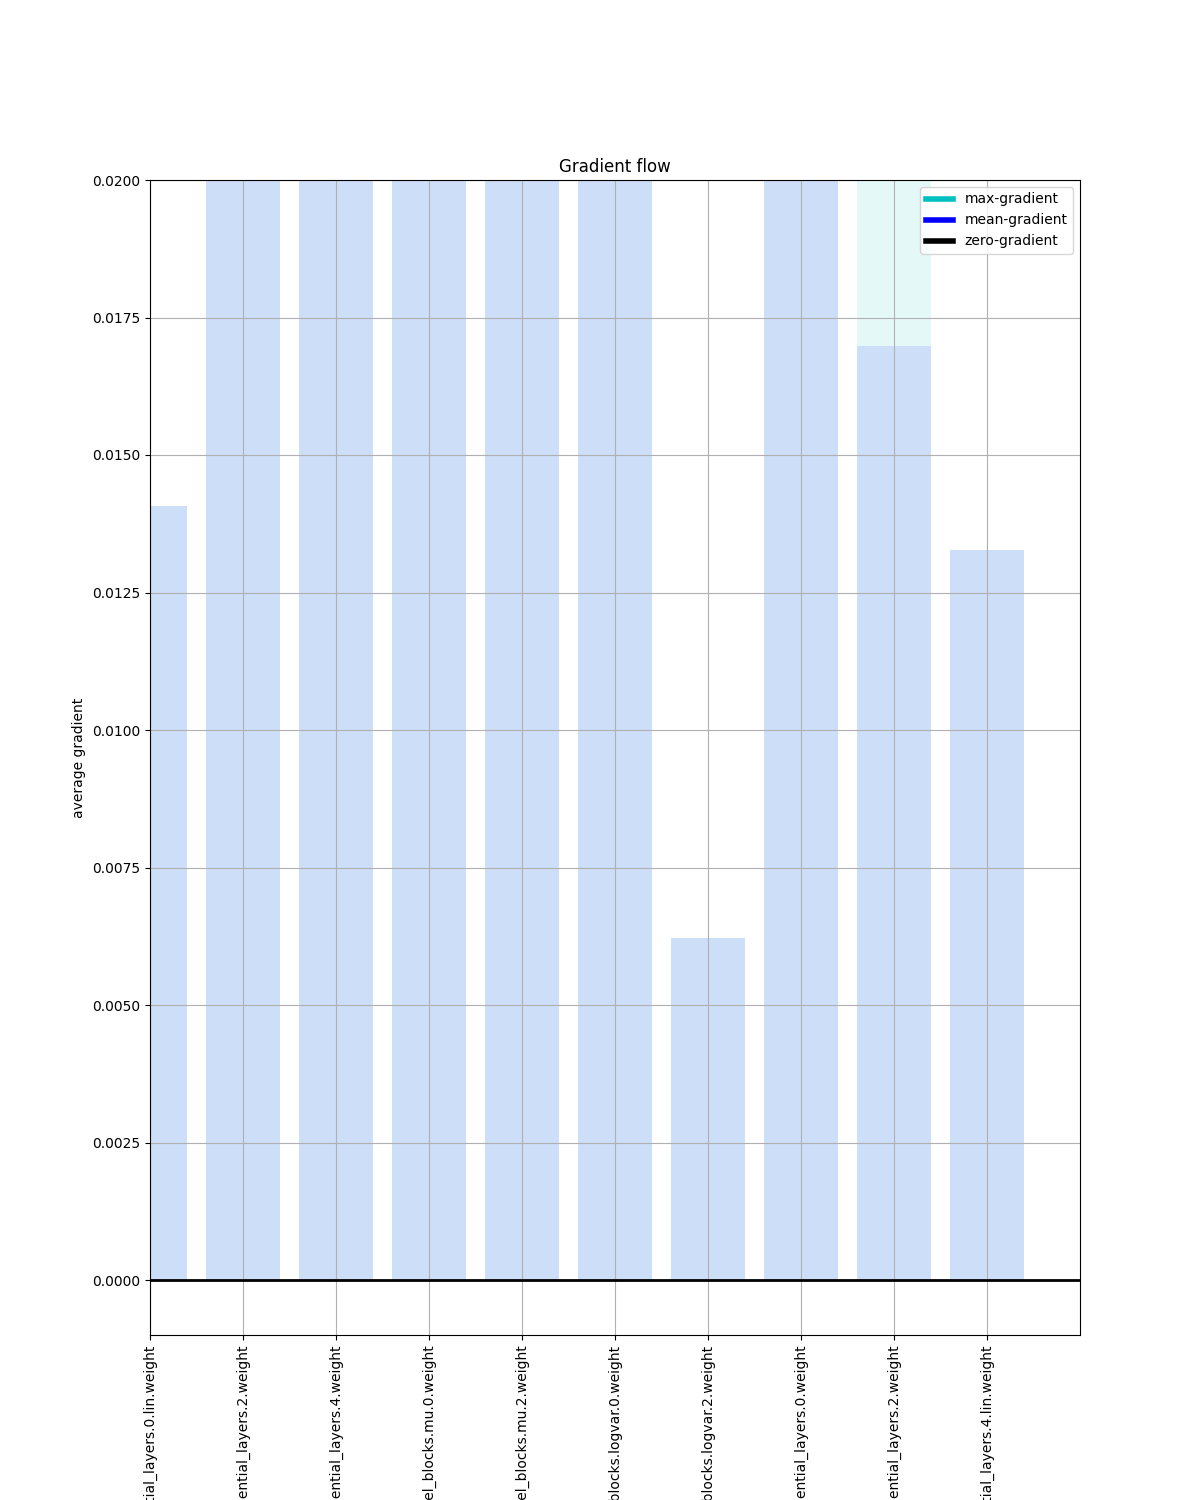 Gradient flow
max-gradient
mean-gradient
zero-gradient
average gradient
0.0200
0.0175
0.0150
0.0125
0.0100
0.0075
0.0050
0.0025
0.0000
tial_layers.0.lin.weight
ential_layers.2.weight
ential_layers.4.weight
el_blocks.mu.0.weight
el_blocks.mu.2.weight
blocks.logvar.0.weight
blocks.logvar.2.weight
ential_layers.0.weight
ential_layers.2.weight
tial_layers.4.lin.weight